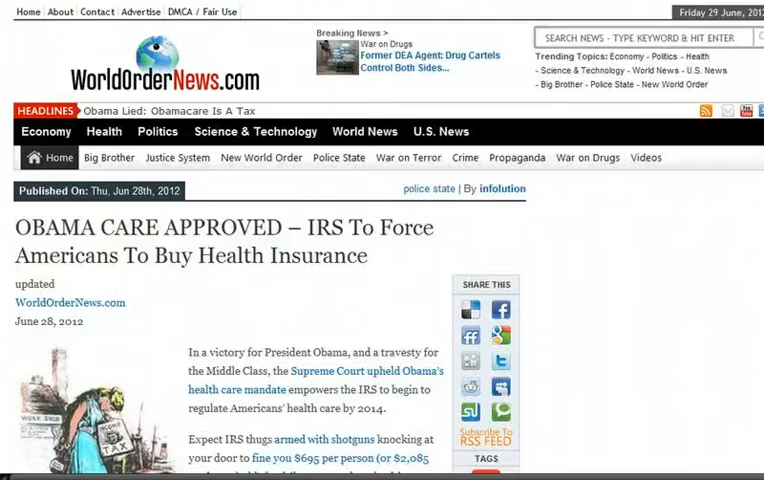 Home About Contact Advertise DMCA / Fair Use
Friday 29 June, 2012
WorldOrderNews.com
Breaking News >
War on Drugs
Former DEA Agent: Drug Cartels
Control Both Sides...
SEARCH NEWS - TYPE KEYWORD & HIT ENTER
Trending Topics: Economy - Politics - Health
- Science & Technology - World News - U.S. News
- Big Brother - Police State - New World Order
HEADLINES Obama Lied: Obamacare Is A Tax
Economy Health Politics Science & Technology World News U.S. News
Home Big Brother Justice System New World Order Police State War on Terror Crime Propaganda War on Drugs Videos
Published On: Thu, Jun 28th, 2012
police state | By infolution
OBAMA CARE APPROVED – IRS To Force
Americans To Buy Health Insurance
updated
WorldOrderNews.com
June 28, 2012
In a victory for President Obama, and a travesty for
the Middle Class, the Supreme Court upheld Obama's
health care mandate empowers the IRS to begin to
regulate Americans' health care by 2014.
Expect IRS thugs armed with shotguns knocking at
your door to fine you $695 per person (or $2,085
INCOME
TAX
SHARE THIS
Subscribe To
RSS FEED
TAGS